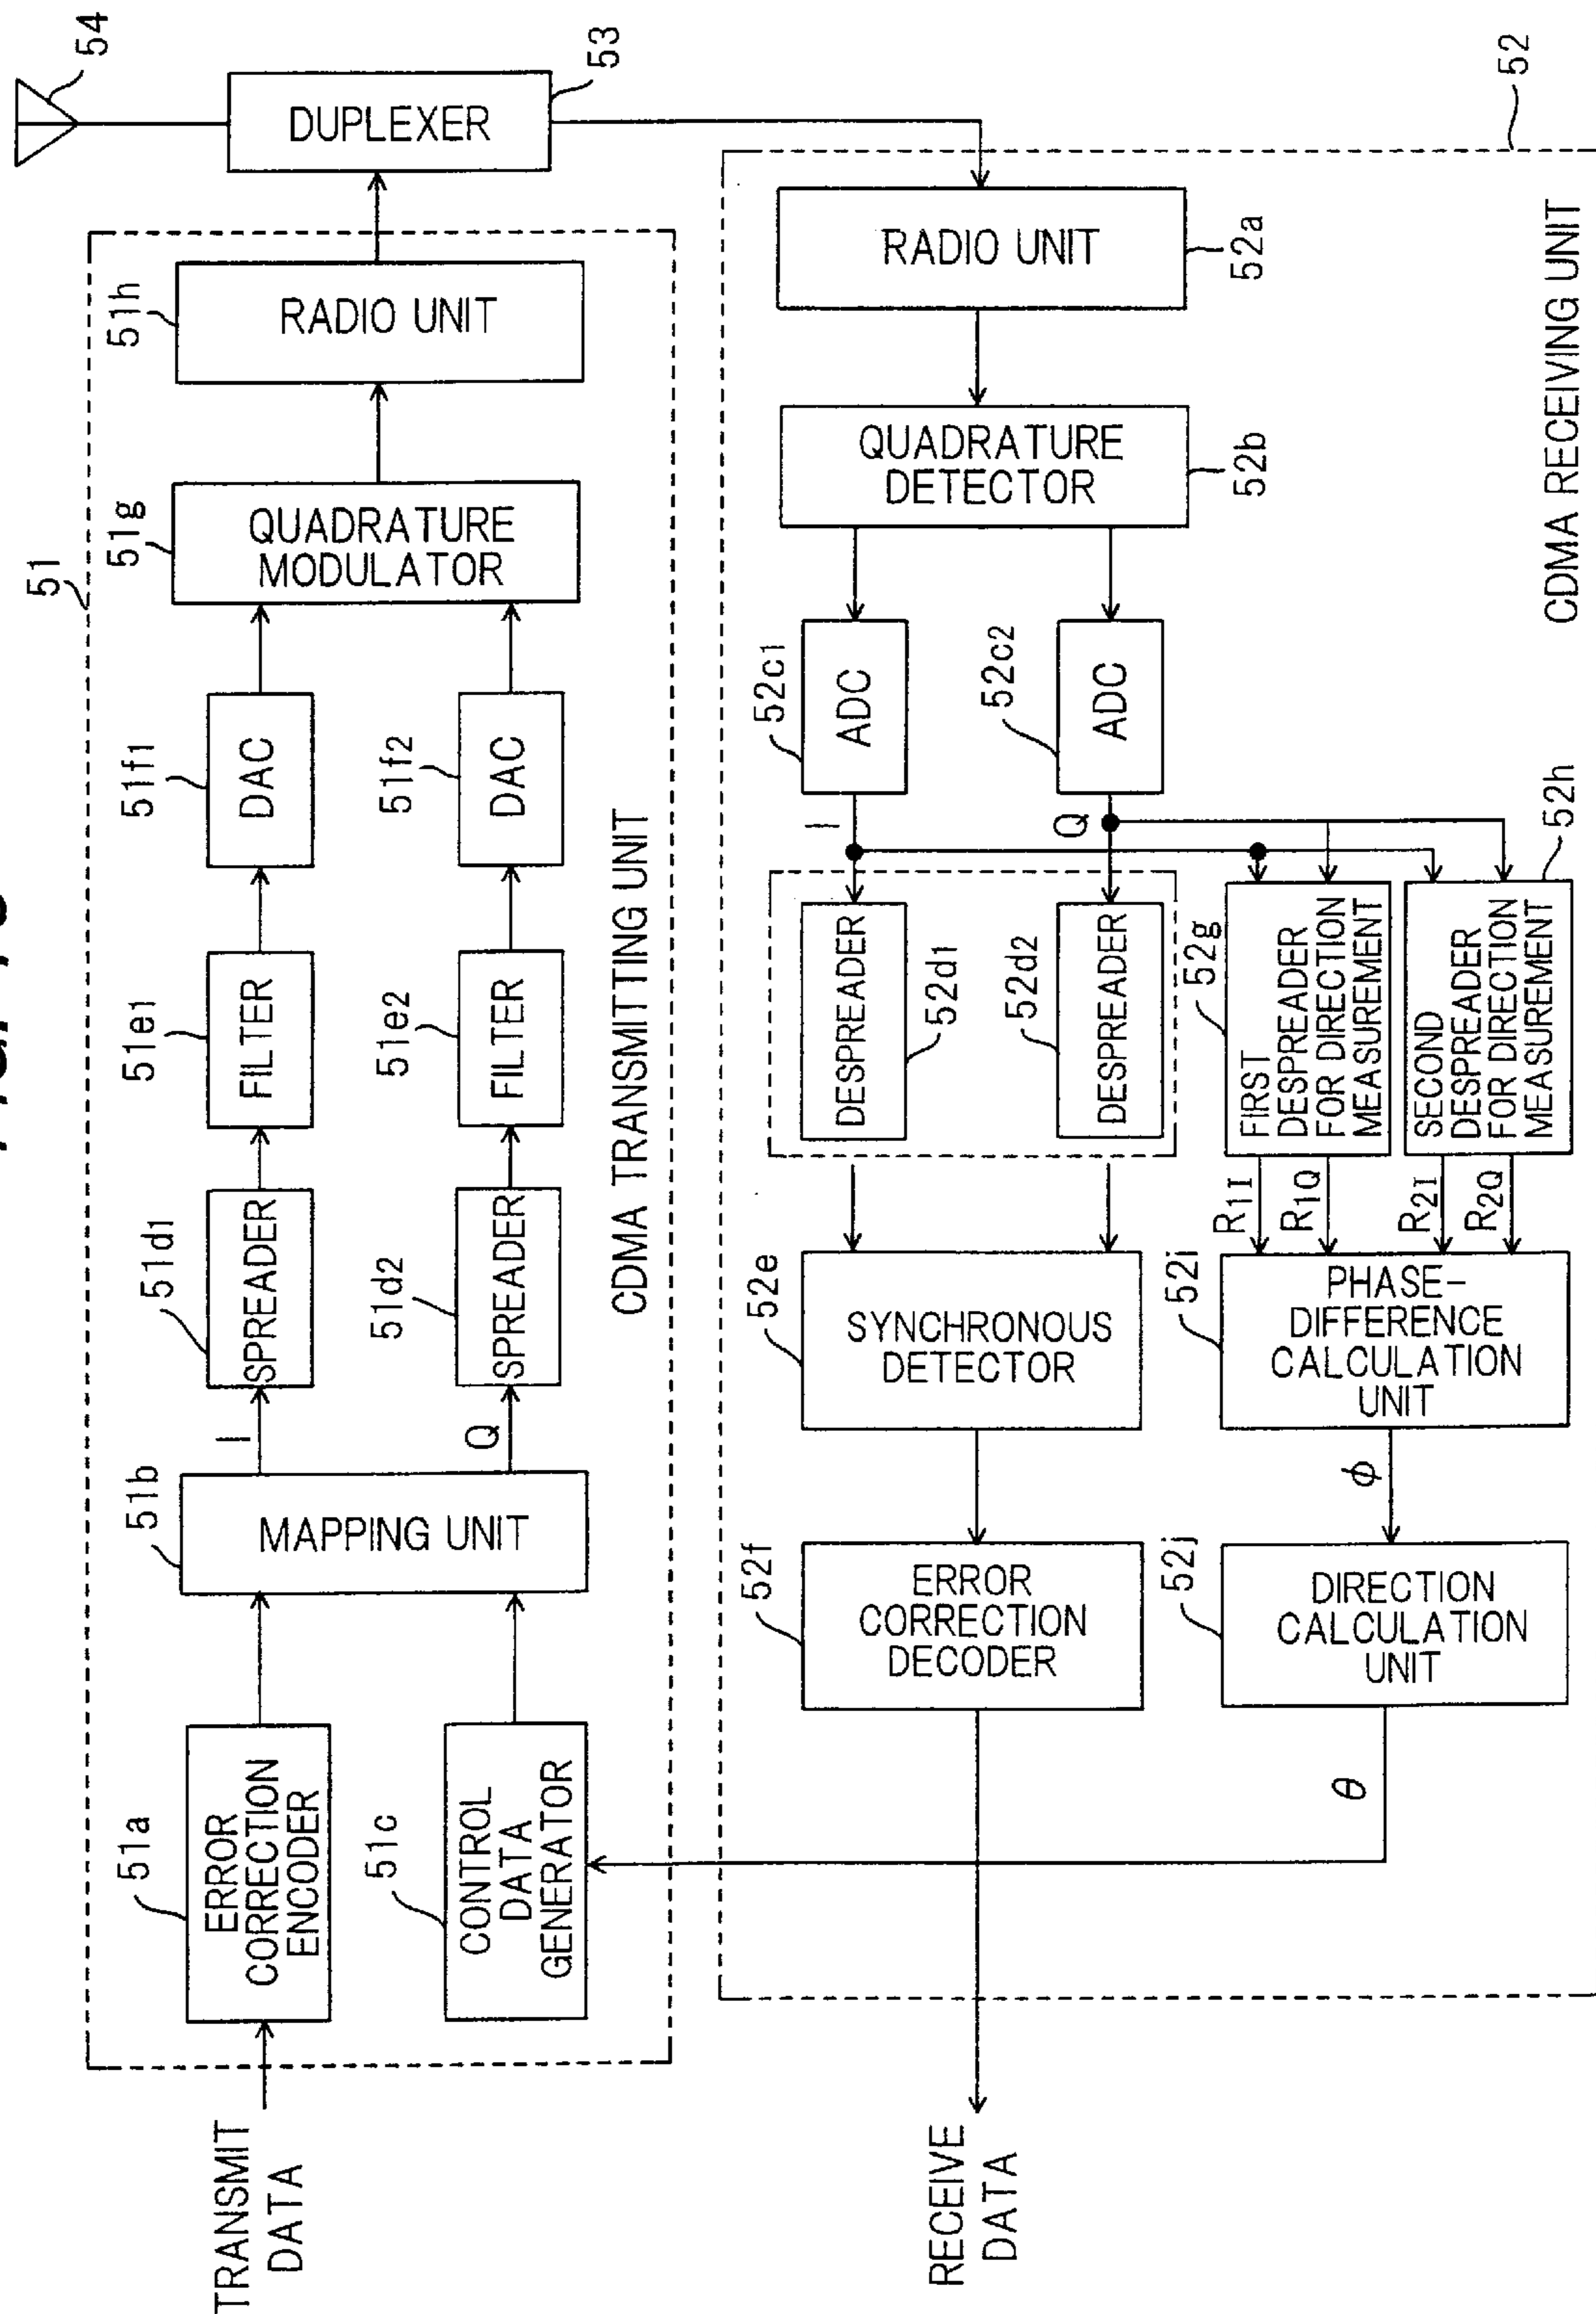 54
DUPLEXER
53
51
51h
RADIO UNIT
51g
QUADRATURE
MODULATOR
51f1
DAC
51f2
DAC
51e1
FILTER
51e2
FILTER
51d1
SPREADER
51d2
SPREADER
I
Q
51b
MAPPING UNIT
51a
ERROR
CORRECTION
ENCODER
51c
CONTROL
DATA
GENERATOR
TRANSMIT
DATA
CDMA TRANSMITTING UNIT
52
RADIO UNIT
52a
QUADRATURE
DETECTOR
52b
52c1
ADC
52c2
ADC
I
Q
DESPREADER
52d1
DESPREADER
52d2
52g
FIRST
DESPREADER
FOR DIRECTION
MEASUREMENT
52h
SECOND
DESPREADER
FOR DIRECTION
MEASUREMENT
R1I
R1Q
R2I
R2Q
52e
SYNCHRONOUS
DETECTOR
52i
PHASE-
DIFFERENCE
CALCULATION
UNIT
ϕ
52f
ERROR
CORRECTION
DECODER
52j
DIRECTION
CALCULATION
UNIT
θ
RECEIVE
DATA
CDMA RECEIVING UNIT